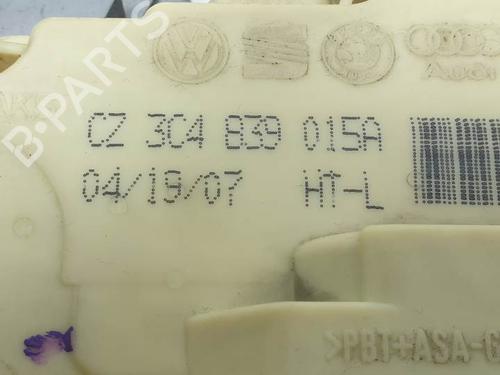 B-PARTS
Audi
CZ 3C4 839 015A
04/19/07 HT-L
>PBT+ASA-G